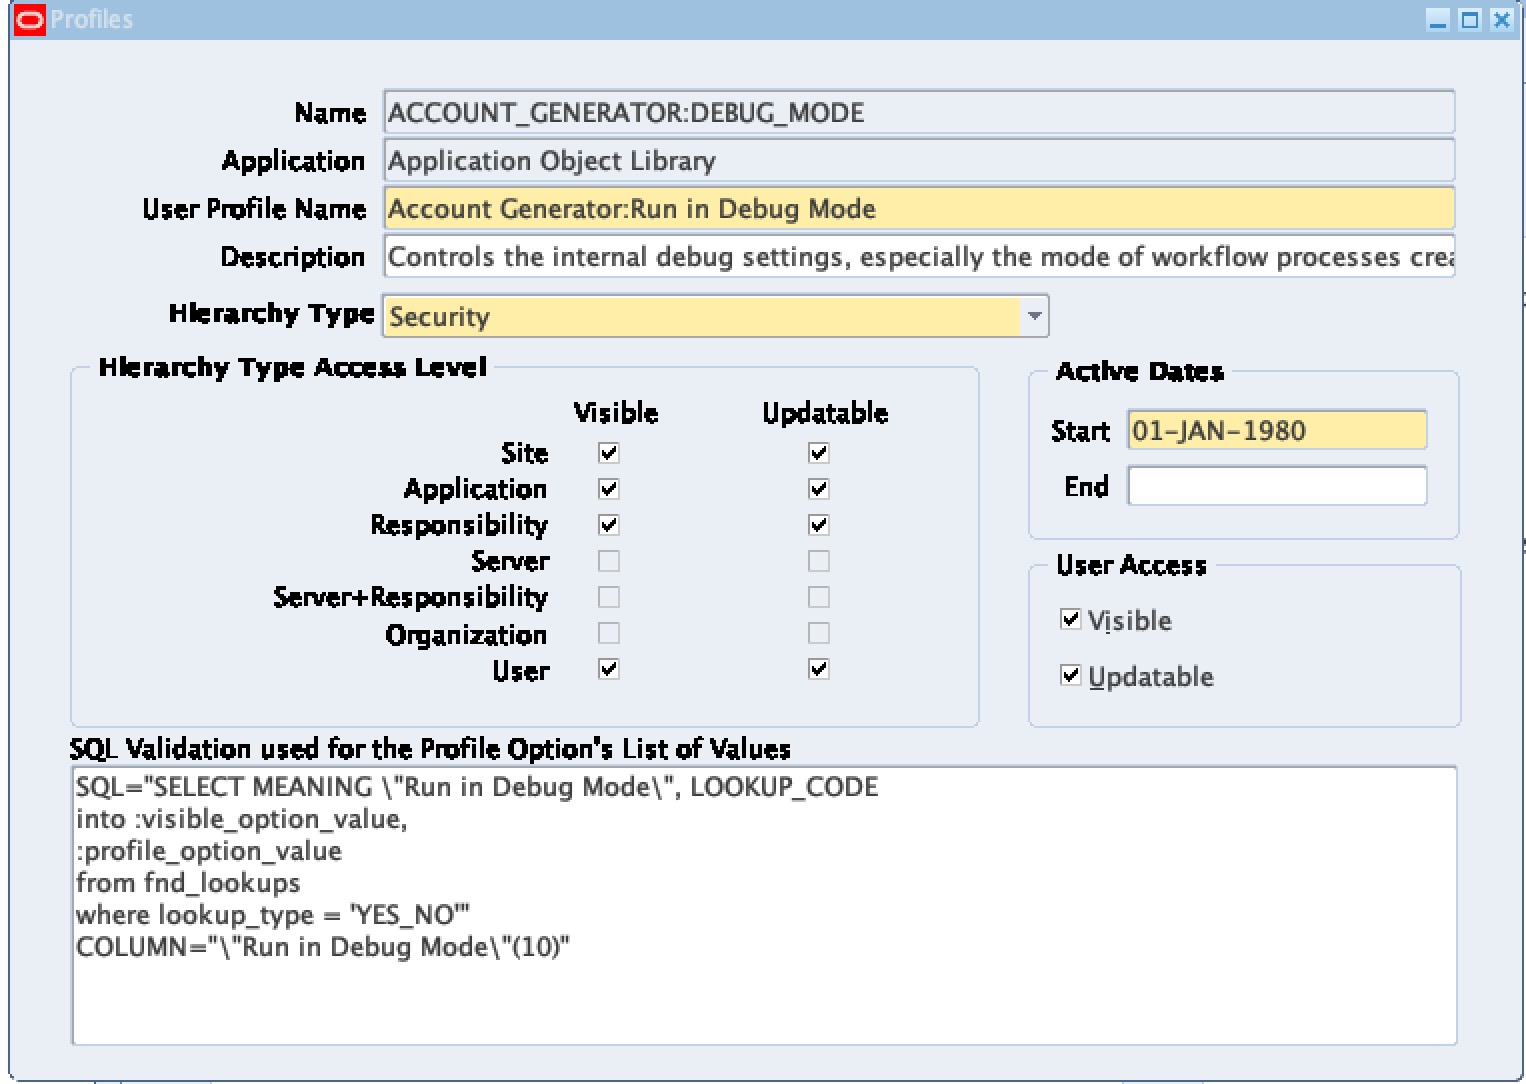 Profiles
Name ACCOUNT_GENERATOR:DEBUG_MODE
Application Application Object Library
User Profile Name Account Generator:Run in Debug Mode
Description Controls the internal debug settings, especially the mode of workflow processes
Hierarchy Type Security
Hierarchy Type Access Level
Visible Updatable
Site
Application
Responsibility
Server
Server+Responsibility
Organization
User
Active Dates
Start 01-JAN-1980
End
User Access
Visible
Updatable
SQL Validation used for the Profile Option's List of Values
SQL="SELECT MEANING \"Run in Debug Mode\", LOOKUP_CODE
into :visible_option_value,
:profile_option_value
from fnd_lookups
where lookup_type = 'YES_NO'"
COLUMN="\"Run in Debug Mode\"(10)"